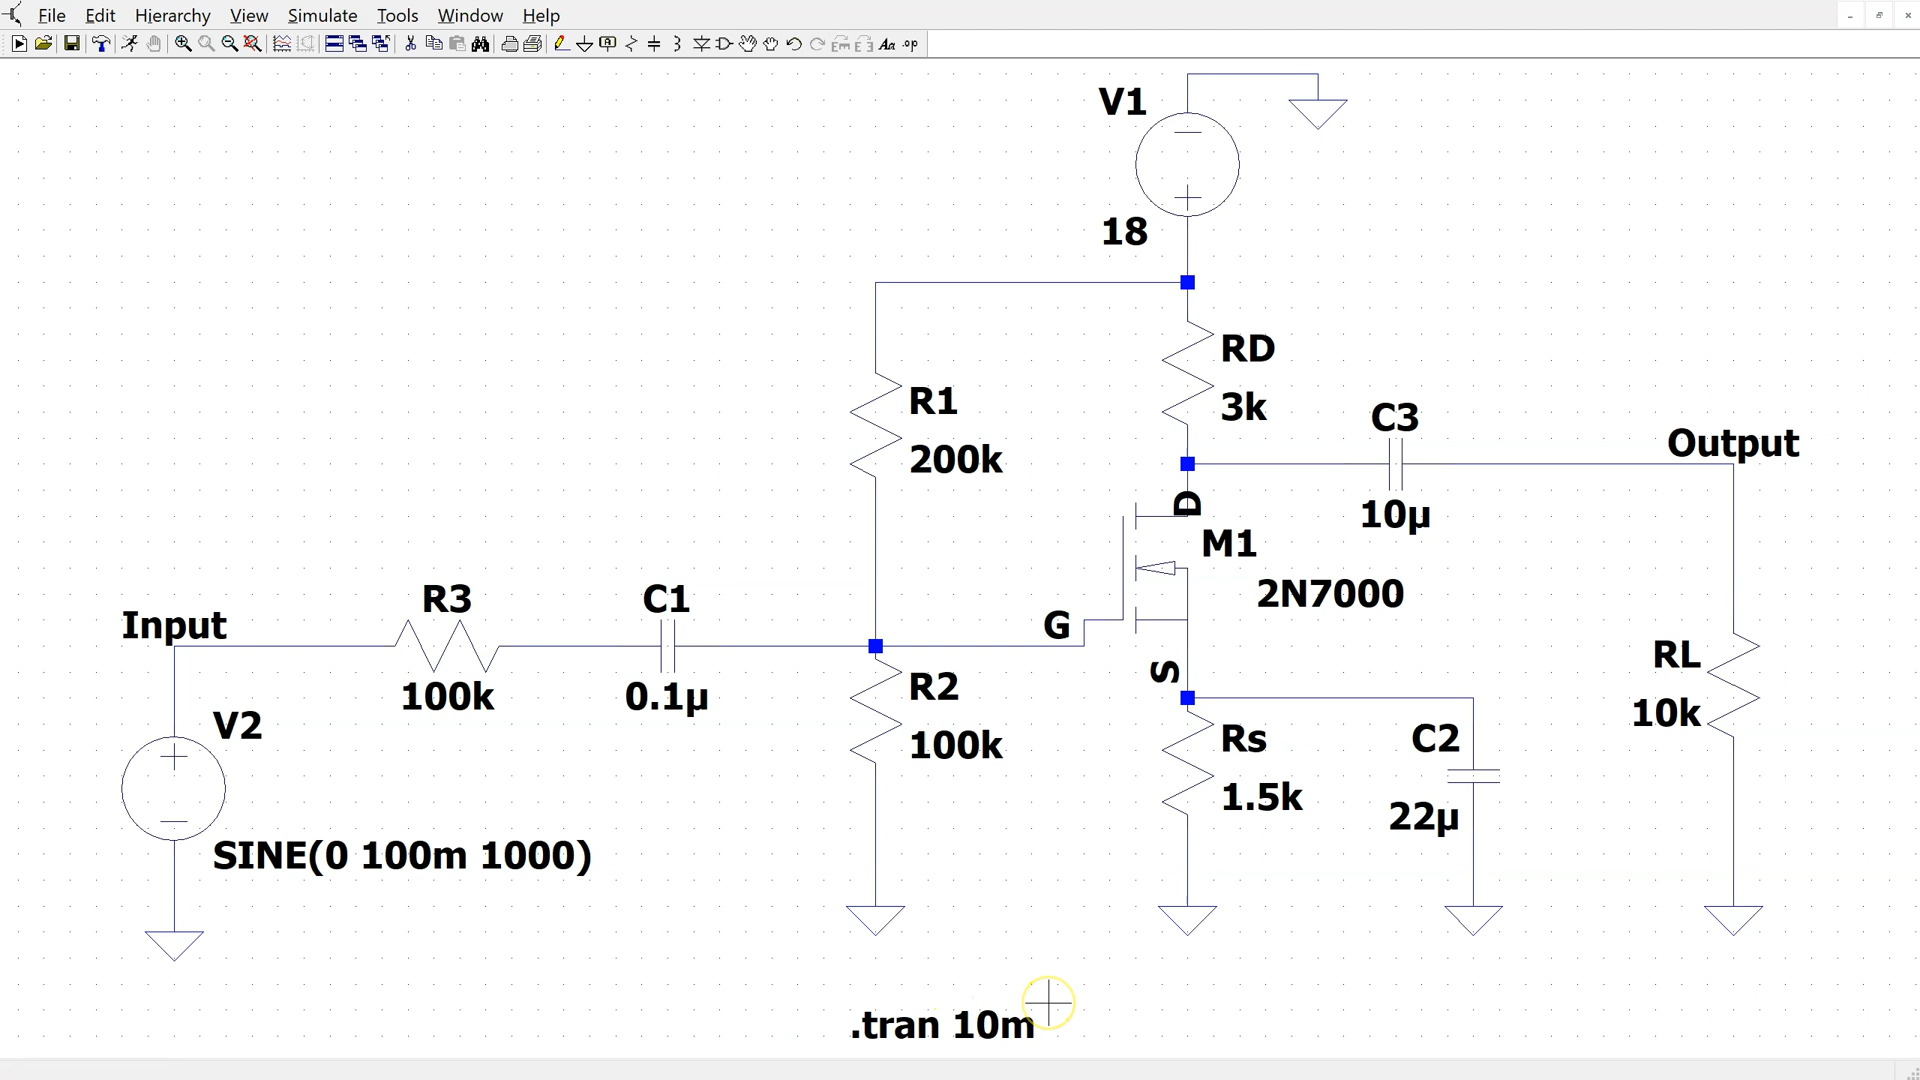 File Edit Hierarchy View Simulate Tools Window Help
Aa .op
V1
18
RD
3k
R1
200k
C3
10µ
Output
D
M1
2N7000
G
S
Input
R3
100k
C1
0.1µ
R2
100k
V2
SINE(0 100m 1000)
Rs
1.5k
C2
22µ
RL
10k
.tran 10m